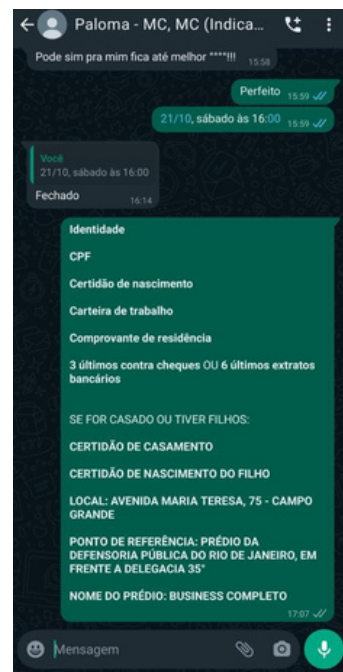 Paloma - MC, MC (Indica...
Pode sim pra mim fica até melhor ****!!! 15:58
Perfeito 15:59
21/10, sábado às 16:00 15:59
Você
21/10, sábado às 16:00
Fechado 16:14
Identidade
CPF
Certidão de nascimento
Carteira de trabalho
Comprovante de residência
3 últimos contra cheques OU 6 últimos extratos
bancários
SE FOR CASADO OU TIVER FILHOS:
CERTIDÃO DE CASAMENTO
CERTIDÃO DE NASCIMENTO DO FILHO
LOCAL: AVENIDA MARIA TERESA, 75 - CAMPO
GRANDE
PONTO DE REFERÊNCIA: PRÉDIO DA
DEFENSORIA PÚBLICA DO RIO DE JANEIRO, EM
FRENTE A DELEGACIA 35°
NOME DO PRÉDIO: BUSINESS COMPLETO
17:07
Mensagem